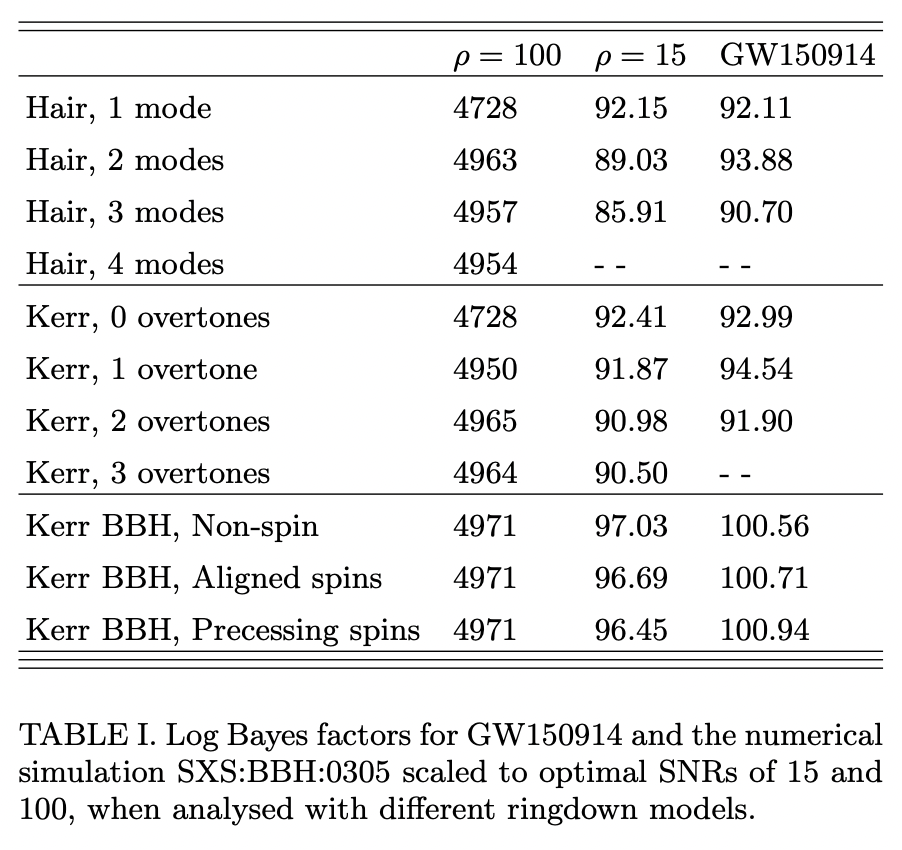 ρ = 100 ρ = 15 GW150914
Hair, 1 mode 4728 92.15 92.11
Hair, 2 modes 4963 89.03 93.88
Hair, 3 modes 4957 85.91 90.70
Hair, 4 modes 4954 - - - -
Kerr, 0 overtones 4728 92.41 92.99
Kerr, 1 overtone 4950 91.87 94.54
Kerr, 2 overtones 4965 90.98 91.90
Kerr, 3 overtones 4964 90.50 - -
Kerr BBH, Non-spin 4971 97.03 100.56
Kerr BBH, Aligned spins 4971 96.69 100.71
Kerr BBH, Precessing spins 4971 96.45 100.94
TABLE I. Log Bayes factors for GW150914 and the numerical
simulation SXS:BBH:0305 scaled to optimal SNRs of 15 and
100, when analysed with different ringdown models.